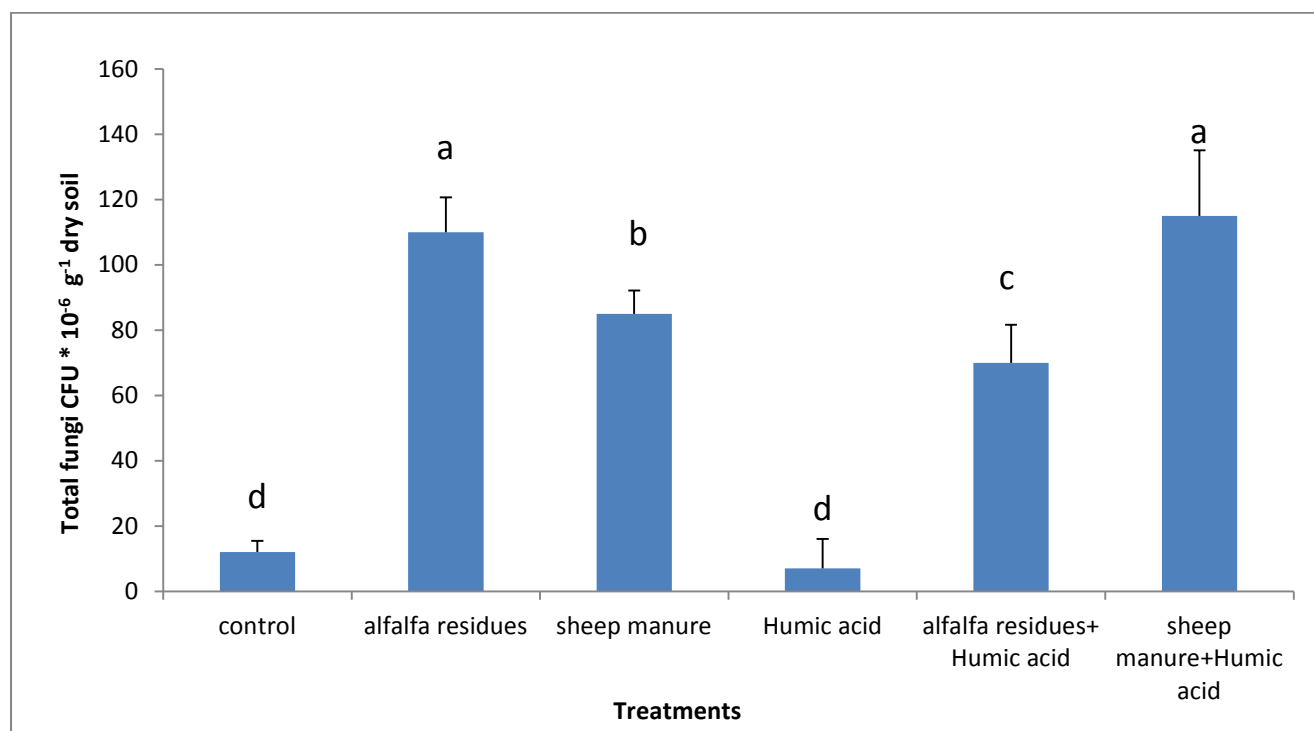 160
140
120
100
80
60
40
20
0
Total fungi CFU * 10⁻⁶ g⁻¹ dry soil
d
a
b
d
c
a
control
alfalfa residues
sheep manure
Humic acid
alfalfa residues+
Humic acid
sheep
manure+Humic
acid
Treatments